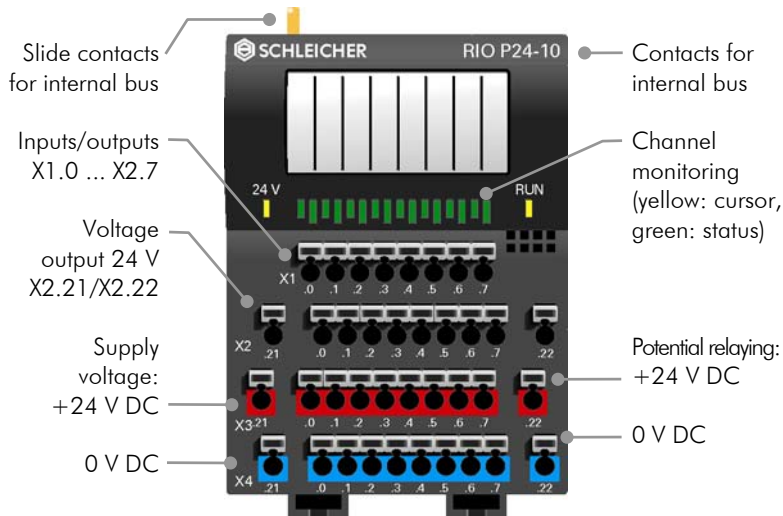 Slide contacts
for internal bus
Inputs/outputs
X1.0 ... X2.7
Voltage
output 24 V
X2.21/X2.22
Supply
voltage:
+24 V DC
0 V DC
SCHLEICHER RIO P24-10
24 V RUN
X1 .0 .1 .2 .3 .4 .5 .6 .7
X2 .21 .0 .1 .2 .3 .4 .5 .6 .7 .22
X3 .21 .0 .1 .2 .3 .4 .5 .6 .7 .22
X4 .21 .0 .1 .2 .3 .4 .5 .6 .7 .22
Contacts for
internal bus
Channel
monitoring
(yellow: cursor,
green: status)
Potential relaying:
+24 V DC
0 V DC